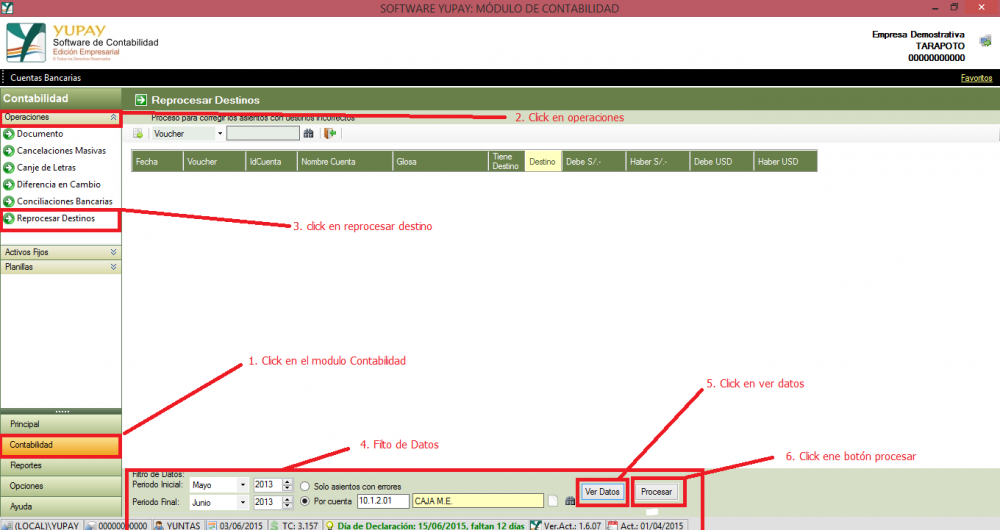 SOFTWARE YUPAY: MÓDULO DE CONTABILIDAD
YUPAY
Software de Contabilidad
Edición Empresarial
© Todos los Derechos Reservados
Empresa Demostrativa
TARAPOTO
00000000000
Cuentas Bancarias
Favoritos
Contabilidad
Reprocesar Destinos
Operaciones
Proceso para corregir los asientos con destinos incorrectos
2. Click en operaciones
Documento
Voucher
Cancelaciones Masivas
Canje de Letras
Diferencia en Cambio
Conciliaciones Bancarias
Reprocesar Destinos
Fecha Voucher IdCuenta Nombre Cuenta Glosa Tiene Destino Destino Debe S/.- Haber S/.- Debe USD Haber USD
3. click en reprocesar destino
Activos Fijos
Planillas
1. Click en el modulo Contabilidad
5. Click en ver datos
Principal
Contabilidad
4. Filto de Datos
6. Click ene botón procesar
Reportes
Opciones
Ayuda
Filtro de Datos:
Periodo Inicial: Mayo 2013 Solo asientos con errores
Periodo Final: Junio 2013 Por cuenta 10.1.2.01 CAJA M.E.
Ver Datos
Procesar
(LOCAL)\YUPAY 00000000000 YUNTAS 03/06/2015 TC: 3.157 Día de Declaración: 15/06/2015, faltan 12 días Ver.Act.: 1.6.07 Act.: 01/04/2015